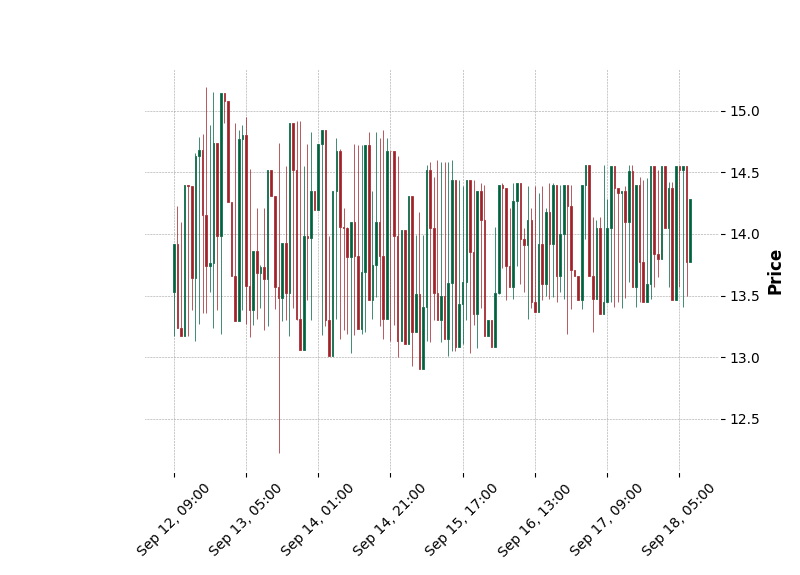 15.0
14.5
14.0
13.5
13.0
12.5
Price
Sep 12, 09:00
Sep 13, 05:00
Sep 14, 01:00
Sep 14, 21:00
Sep 15, 17:00
Sep 16, 13:00
Sep 17, 09:00
Sep 18, 05:00